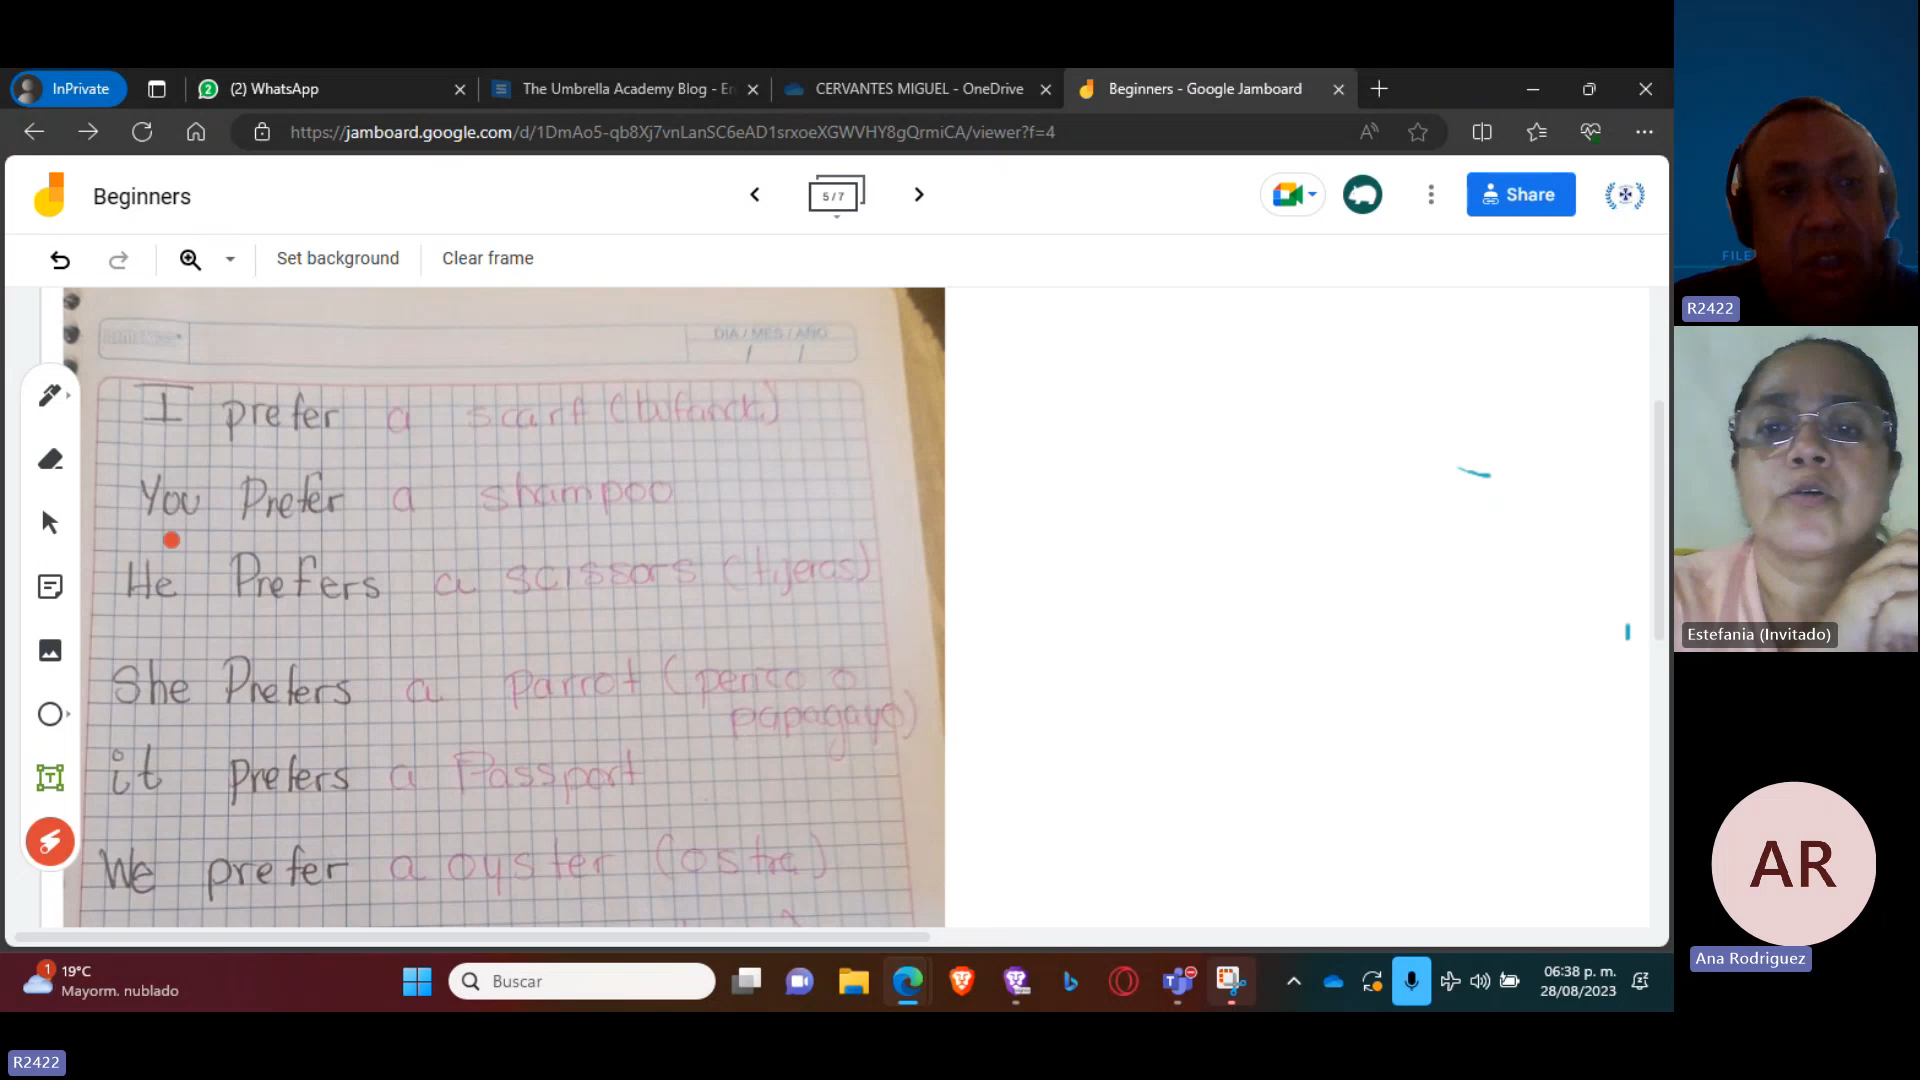 InPrivate
(2) WhatsApp
The Umbrella Academy Blog - En
CERVANTES MIGUEL - OneDrive
Beginners - Google Jamboard
https://jamboard.google.com/d/1DmAo5-qb8Xj7vnLanSC6eAD1srxoeXGWVHY8gQrmiCA/viewer?f=4
Beginners
5/7
Share
Set background
Clear frame
DIA / MES / AÑO
I prefer a scarf
You Prefer a shampoo
He Prefers a scissors (tijeras)
She Prefers a parrot (perico o
papagayo)
it prefers a Passport
We prefer a oyster (ostra)
FILE
R2422
Estefania (Invitado)
AR
Ana Rodriguez
1
19°C
Mayorm. nublado
Buscar
06:38 p. m.
28/08/2023
R2422